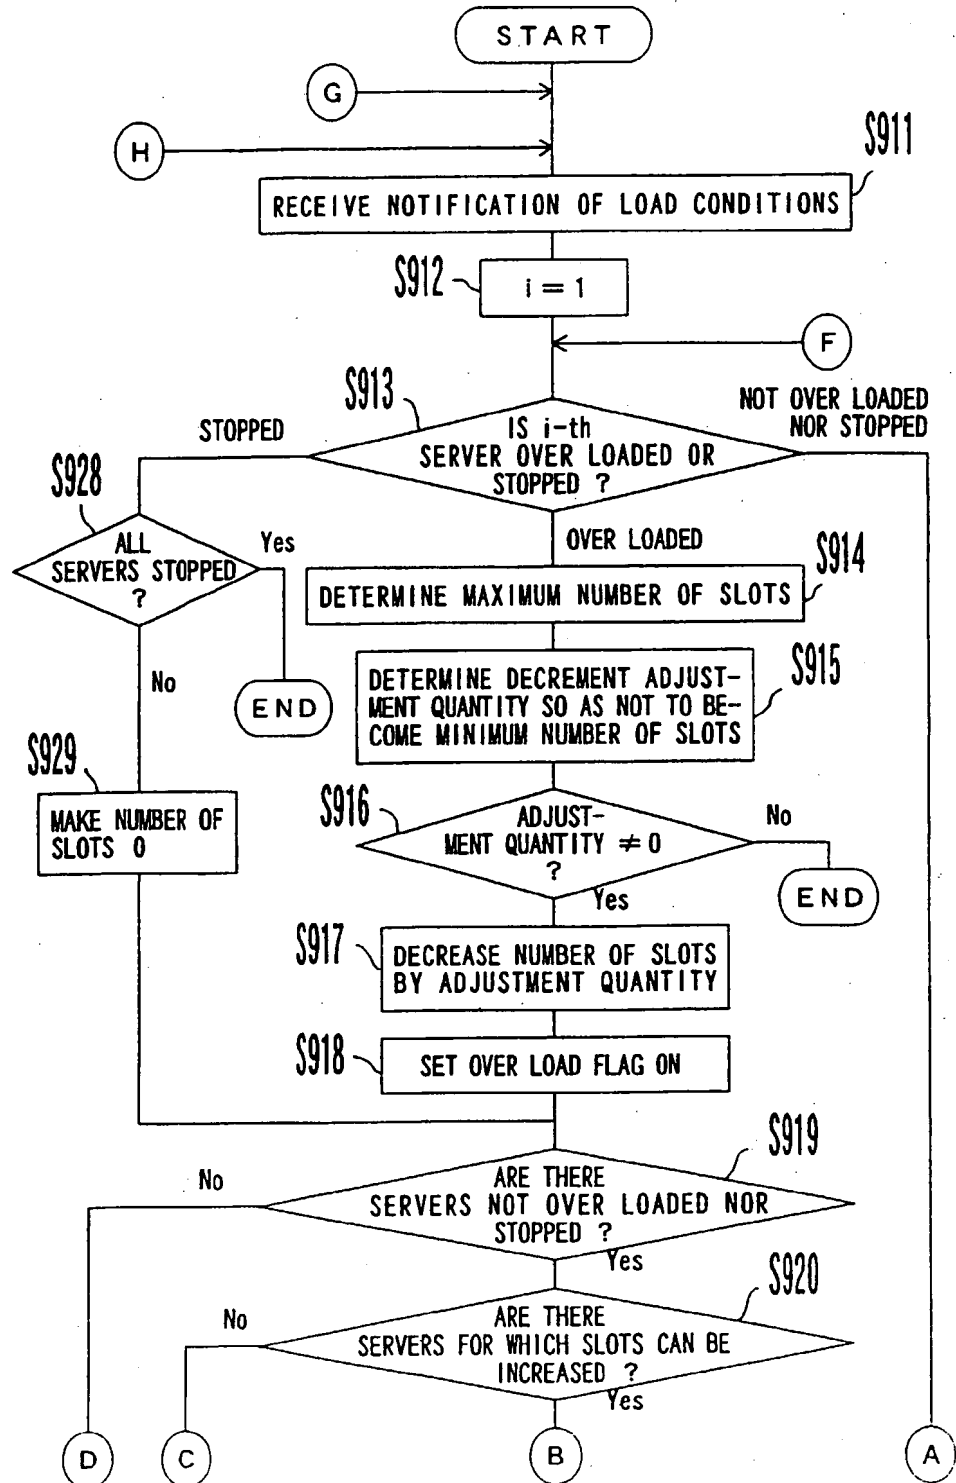 START
G
H
S911
RECEIVE NOTIFICATION OF LOAD CONDITIONS
S912
i = 1
F
S913
NOT OVER LOADED
NOR STOPPED
STOPPED
IS i-th
SERVER OVER LOADED OR
STOPPED ?
S928
ALL
SERVERS STOPPED
?
Yes
OVER LOADED
S914
DETERMINE MAXIMUM NUMBER OF SLOTS
No
END
S915
DETERMINE DECREMENT ADJUST-
MENT QUANTITY SO AS NOT TO BE-
COME MINIMUM NUMBER OF SLOTS
S929
MAKE NUMBER OF
SLOTS 0
S916
ADJUST-
MENT QUANTITY ≠ 0
?
No
END
Yes
S917
DECREASE NUMBER OF SLOTS
BY ADJUSTMENT QUANTITY
S918
SET OVER LOAD FLAG ON
S919
No
ARE THERE
SERVERS NOT OVER LOADED NOR
STOPPED ?
Yes
S920
No
ARE THERE
SERVERS FOR WHICH SLOTS CAN BE
INCREASED ?
Yes
D
C
B
A